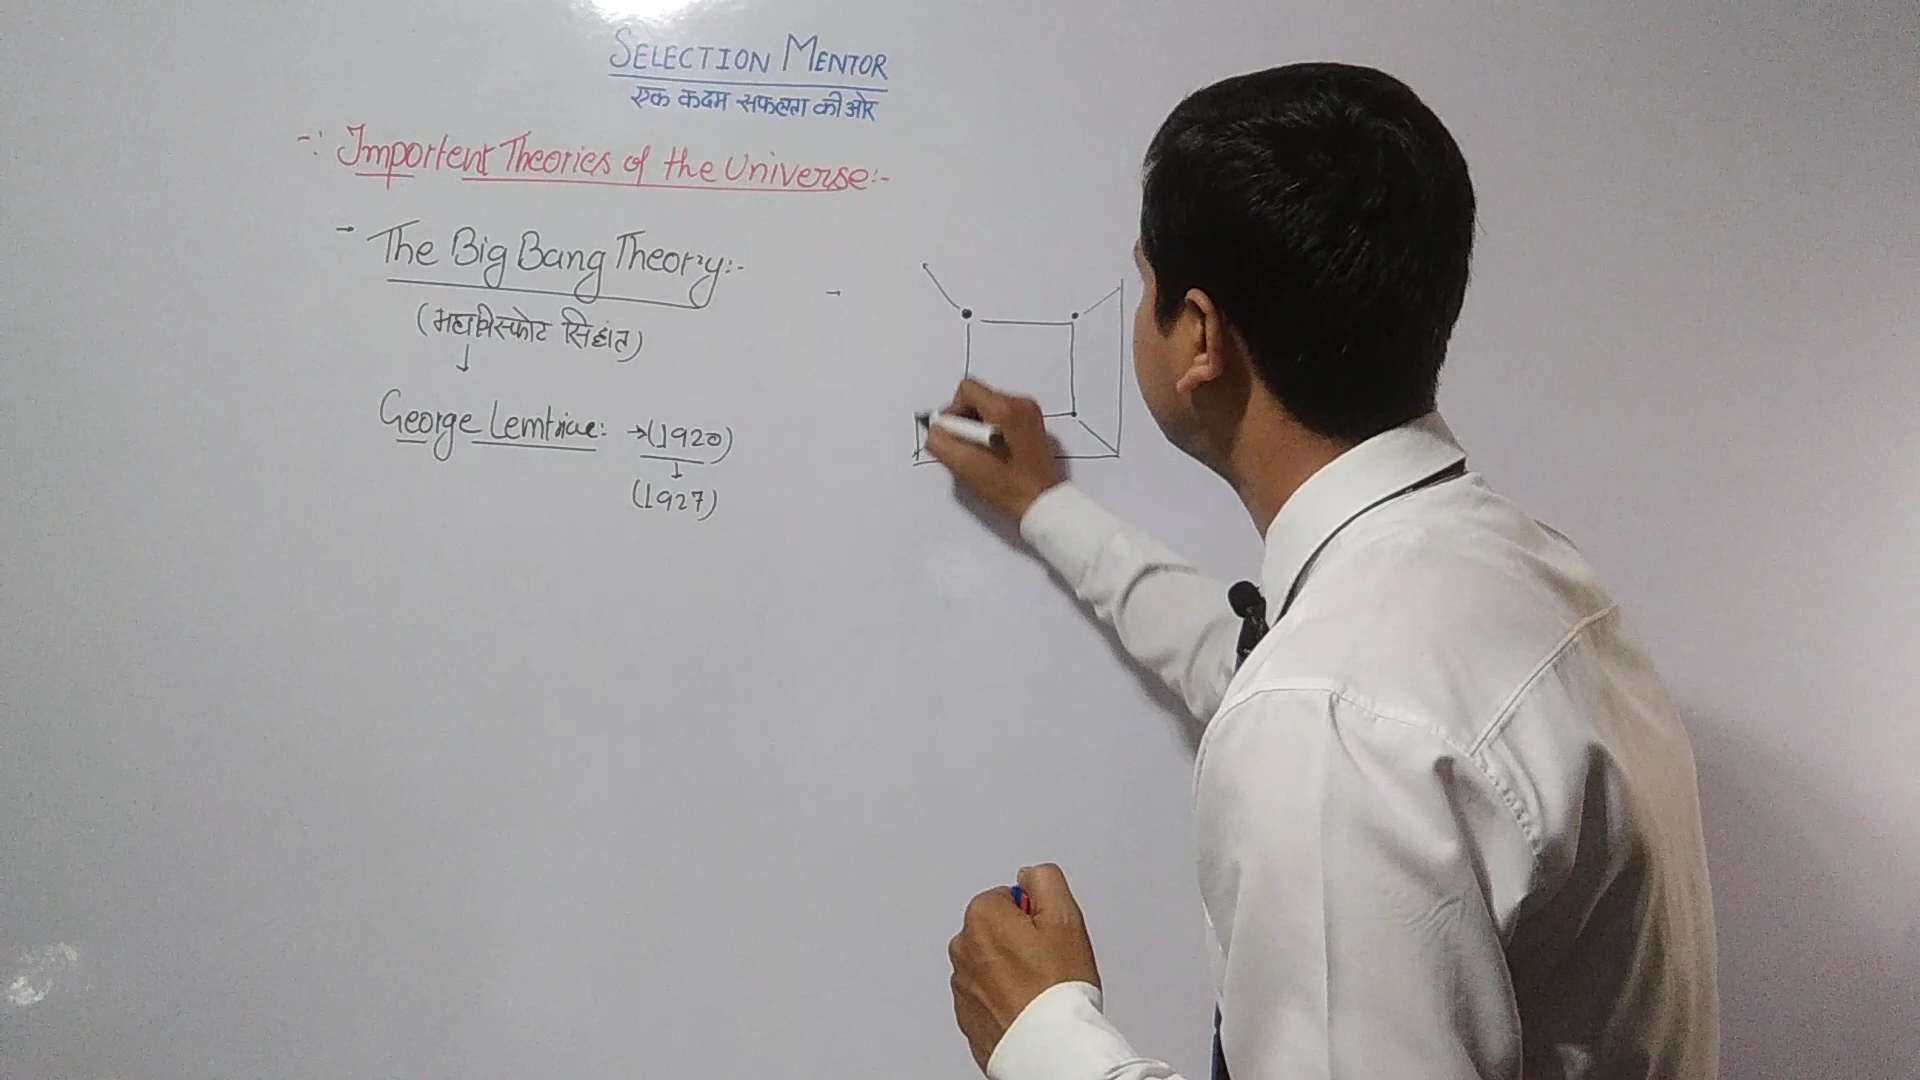 SELECTION MENTOR
एक कदम सफलता की ओर
-: Importent Theories of the Universe:-
- The Big Bang Theory:-
(महाविस्फोट सिद्धांत)
↓
George Lemtriae: →(1920)
↓
(1927)